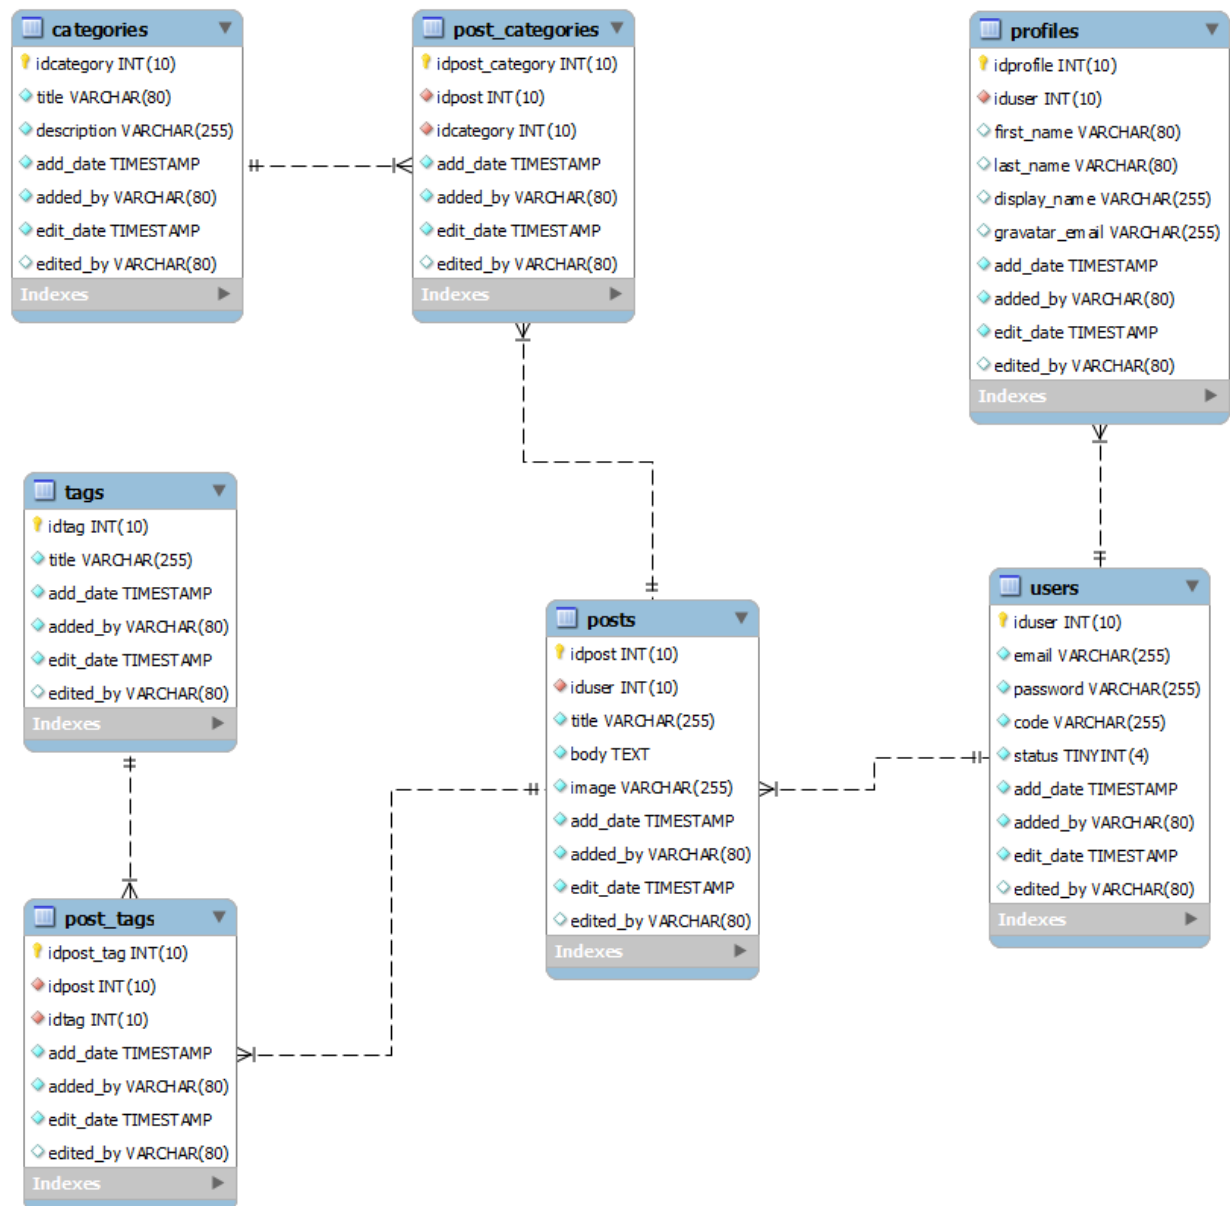 categories
idcategory INT(10)
title VARCHAR(80)
description VARCHAR(255)
add_date TIMESTAMP
added_by VARCHAR(80)
edit_date TIMESTAMP
edited_by VARCHAR(80)
Indexes
post_categories
idpost_category INT(10)
idpost INT(10)
idcategory INT(10)
add_date TIMESTAMP
added_by VARCHAR(80)
edit_date TIMESTAMP
edited_by VARCHAR(80)
Indexes
profiles
idprofile INT(10)
iduser INT(10)
first_name VARCHAR(80)
last_name VARCHAR(80)
display_name VARCHAR(255)
gravatar_email VARCHAR(255)
add_date TIMESTAMP
added_by VARCHAR(80)
edit_date TIMESTAMP
edited_by VARCHAR(80)
Indexes
tags
idtag INT(10)
title VARCHAR(255)
add_date TIMESTAMP
added_by VARCHAR(80)
edit_date TIMESTAMP
edited_by VARCHAR(80)
Indexes
posts
idpost INT(10)
iduser INT(10)
title VARCHAR(255)
body TEXT
image VARCHAR(255)
add_date TIMESTAMP
added_by VARCHAR(80)
edit_date TIMESTAMP
edited_by VARCHAR(80)
Indexes
users
iduser INT(10)
email VARCHAR(255)
password VARCHAR(255)
code VARCHAR(255)
status TINYINT(4)
add_date TIMESTAMP
added_by VARCHAR(80)
edit_date TIMESTAMP
edited_by VARCHAR(80)
Indexes
post_tags
idpost_tag INT(10)
idpost INT(10)
idtag INT(10)
add_date TIMESTAMP
added_by VARCHAR(80)
edit_date TIMESTAMP
edited_by VARCHAR(80)
Indexes